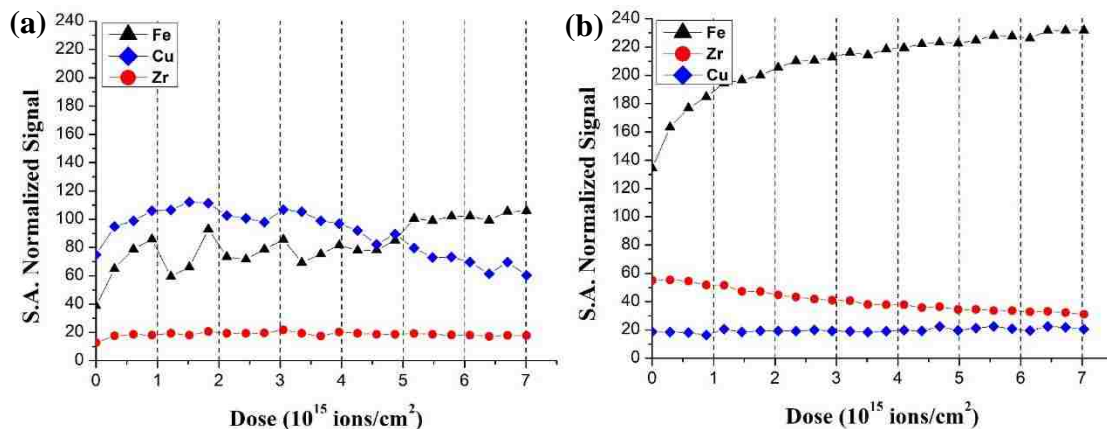 (a)
S.A. Normalized Signal
240
220
200
180
160
140
120
100
80
60
40
20
0
Fe
Cu
Zr
0 1 2 3 4 5 6 7
Dose (10¹⁵ ions/cm²)
(b)
S.A. Normalized Signal
240
220
200
180
160
140
120
100
80
60
40
20
0
Fe
Zr
Cu
0 1 2 3 4 5 6 7
Dose (10¹⁵ ions/cm²)